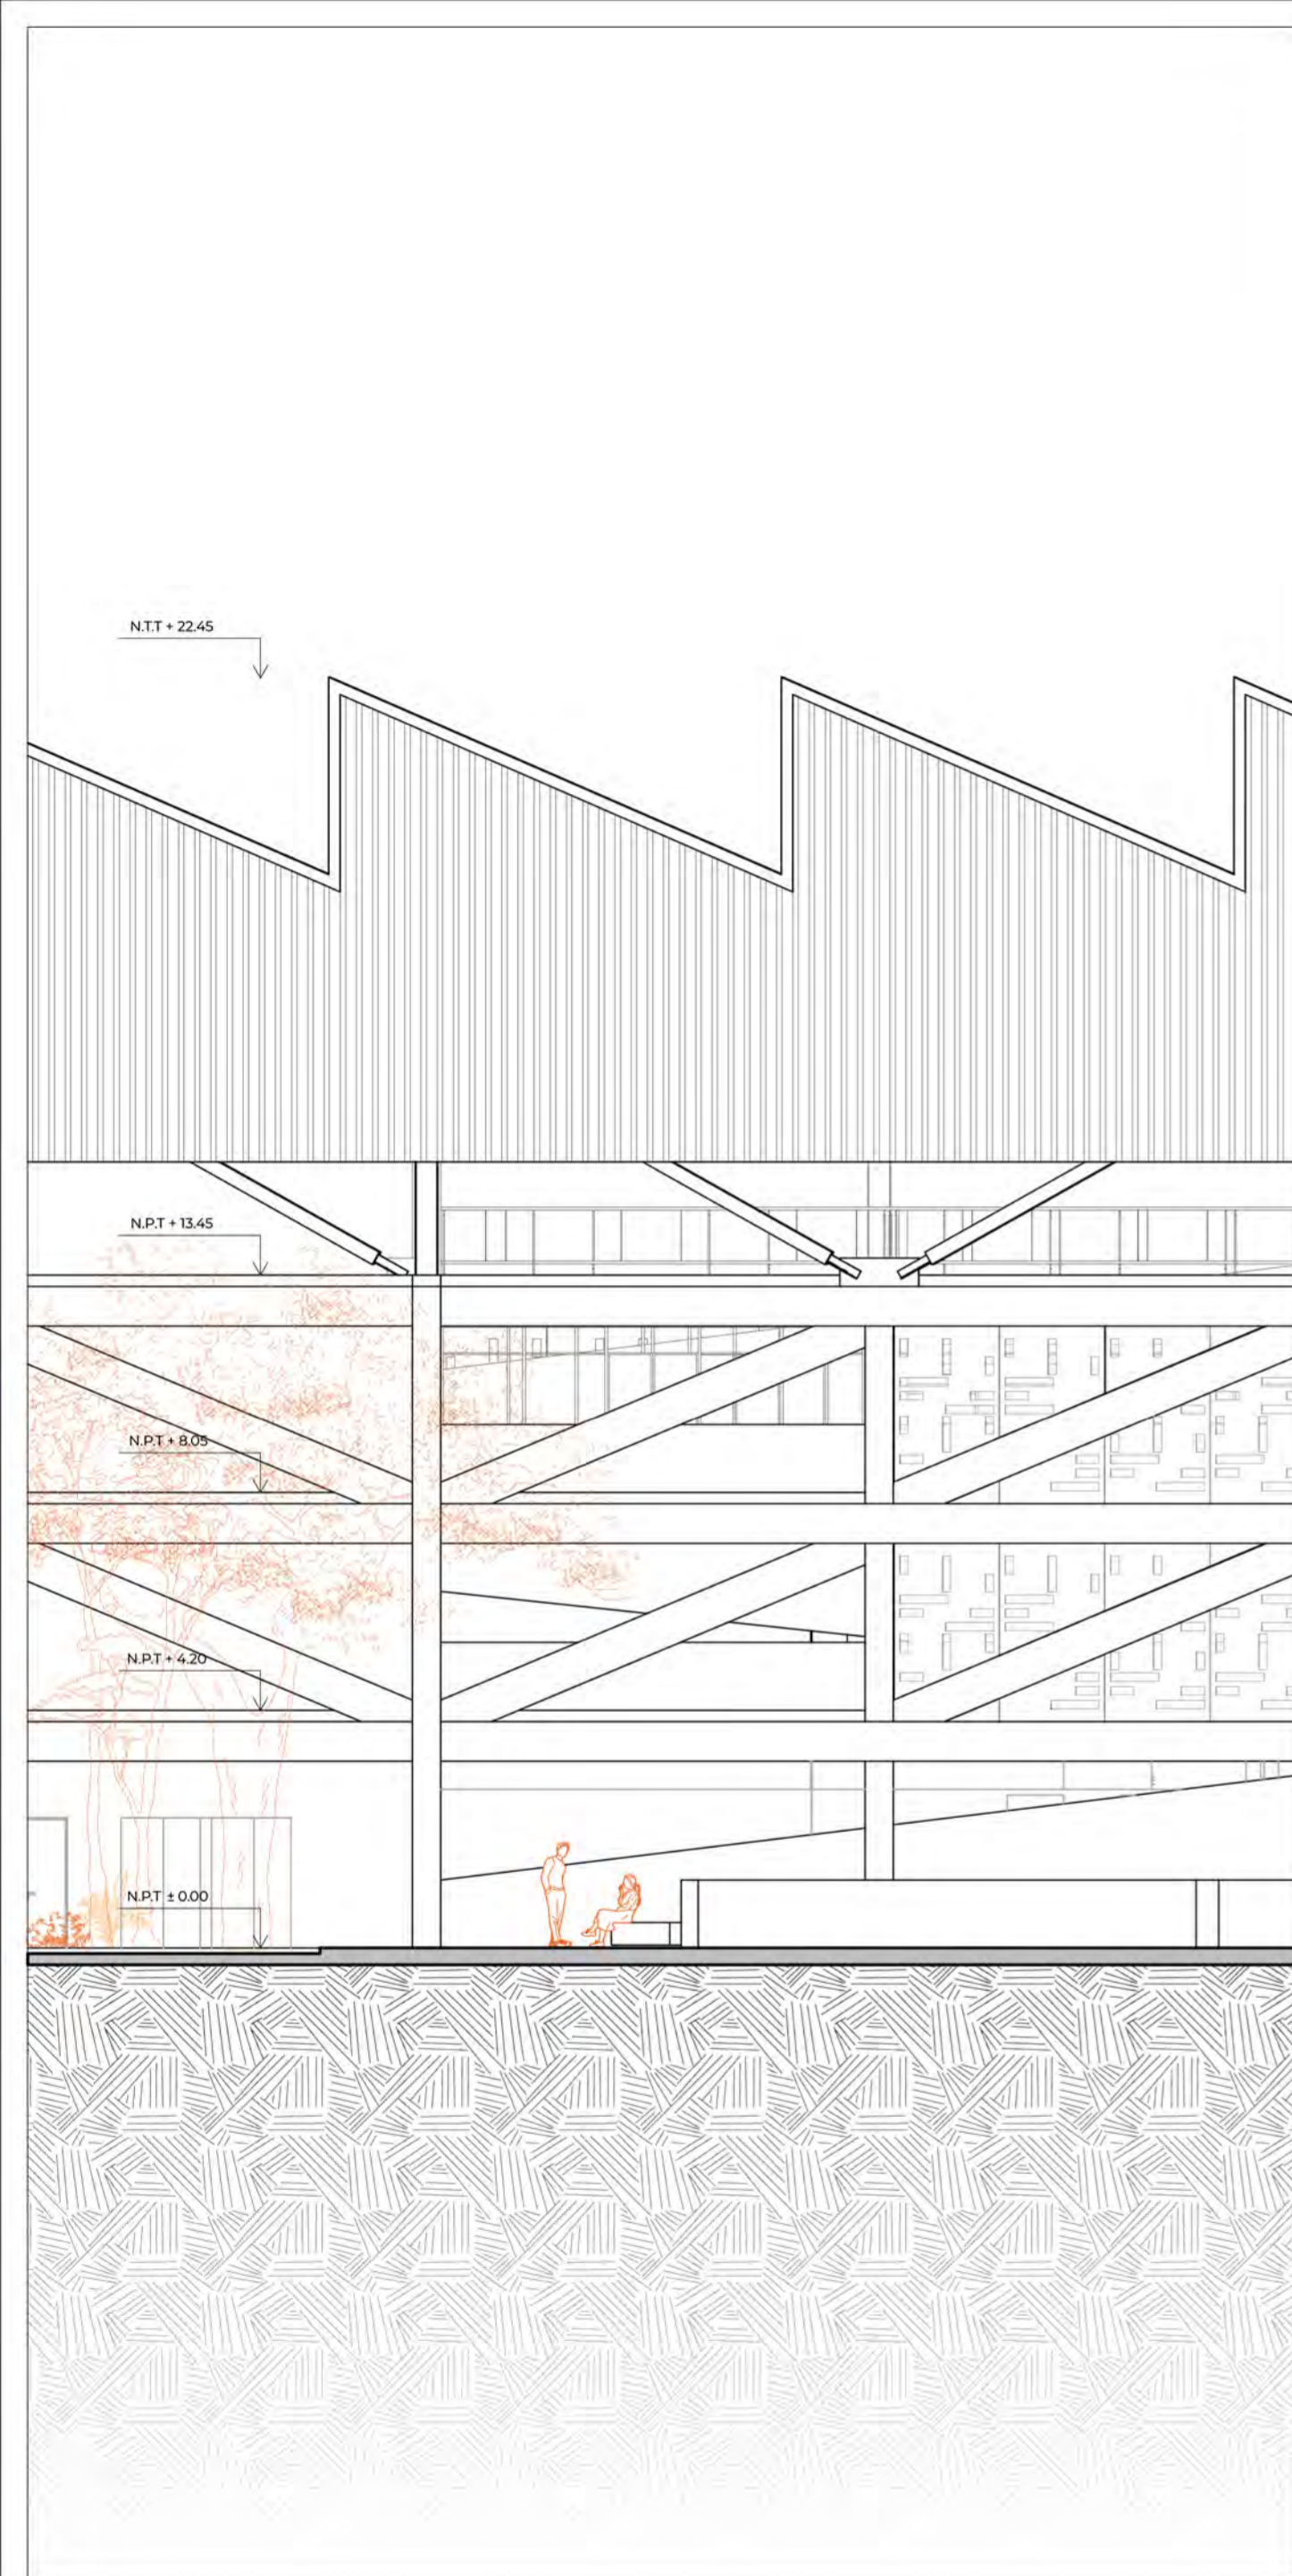 N.T.T + 22.45
N.P.T + 13.45
N.P.T + 8.05
N.P.T + 4.20
N.P.T ± 0.00